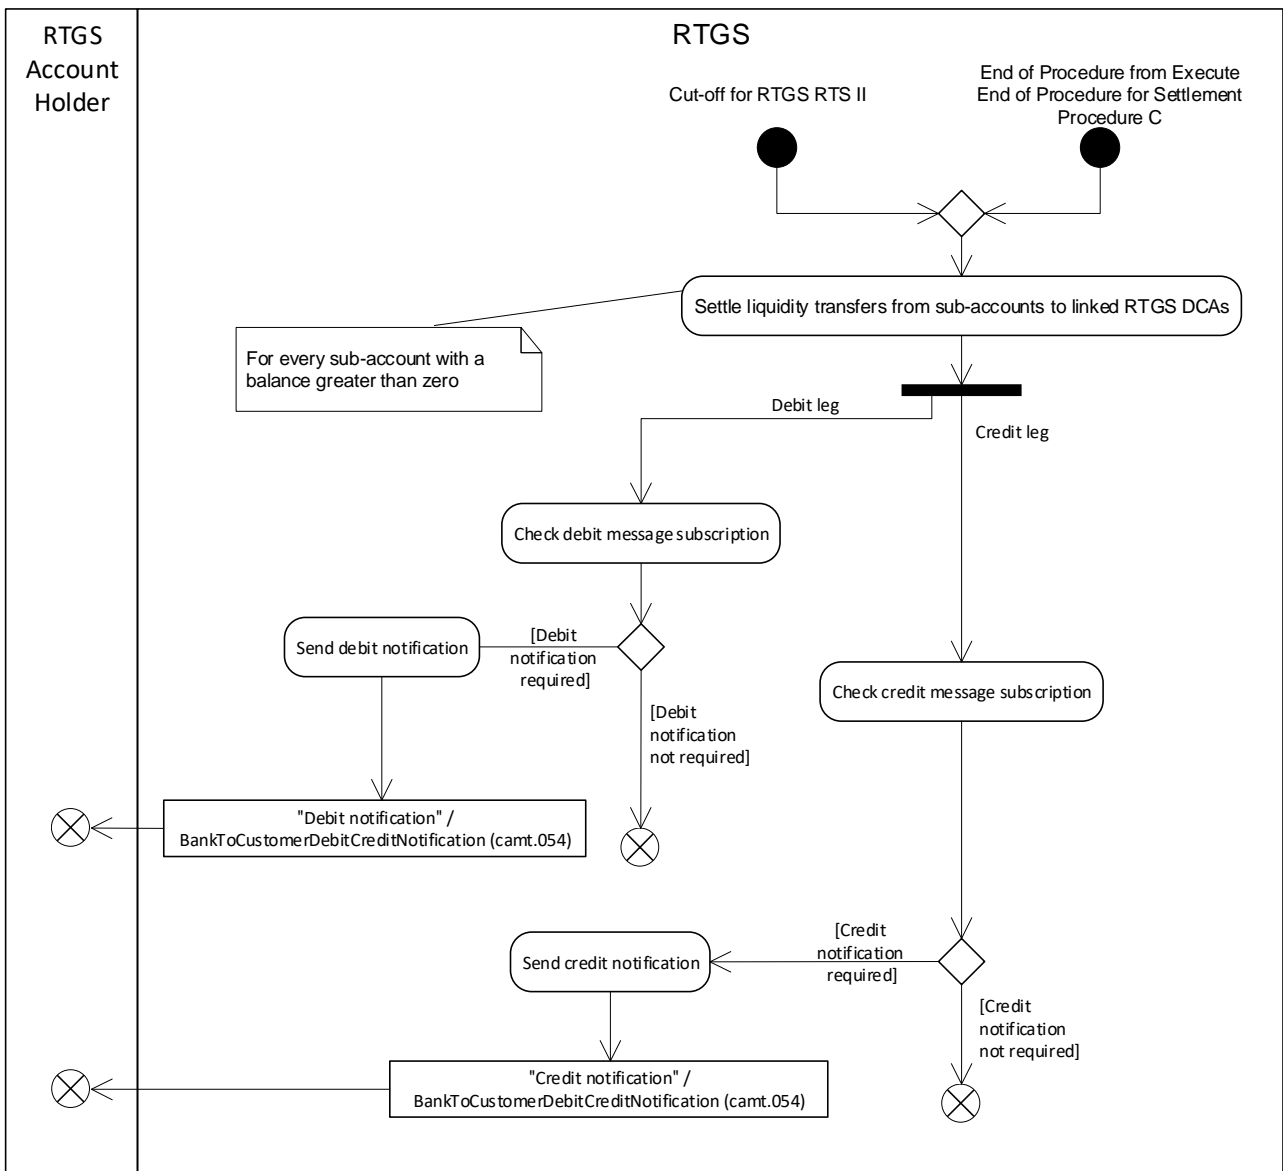 RTGS
Account
Holder
RTGS
Cut-off for RTGS RTS II
End of Procedure from Execute
End of Procedure for Settlement
Procedure C
Settle liquidity transfers from sub-accounts to linked RTGS DCAs
For every sub-account with a
balance greater than zero
Debit leg
Credit leg
Check debit message subscription
Send debit notification
[Debit
notification
required]
Check credit message subscription
[Debit
notification
not required]
"Debit notification" /
BankToCustomerDebitCreditNotification (camt.054)
Send credit notification
[Credit
notification
required]
[Credit
notification
not required]
"Credit notification" /
BankToCustomerDebitCreditNotification (camt.054)